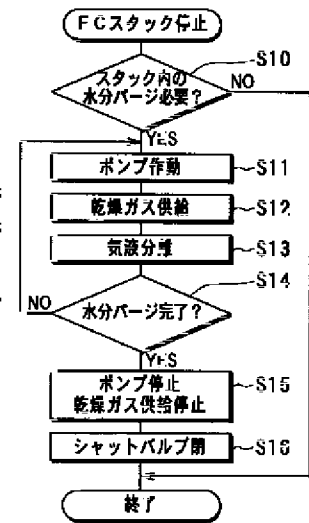 FCスタック停止
S10
スタック内の
水分パージ必要?
NO
YES
ポンプ作動
S11
乾燥ガス供給
S12
気液分離
S13
S14
水分パージ完了?
NO
YES
ポンプ停止
乾燥ガス供給停止
S15
シャットバルブ閉
S16
終了